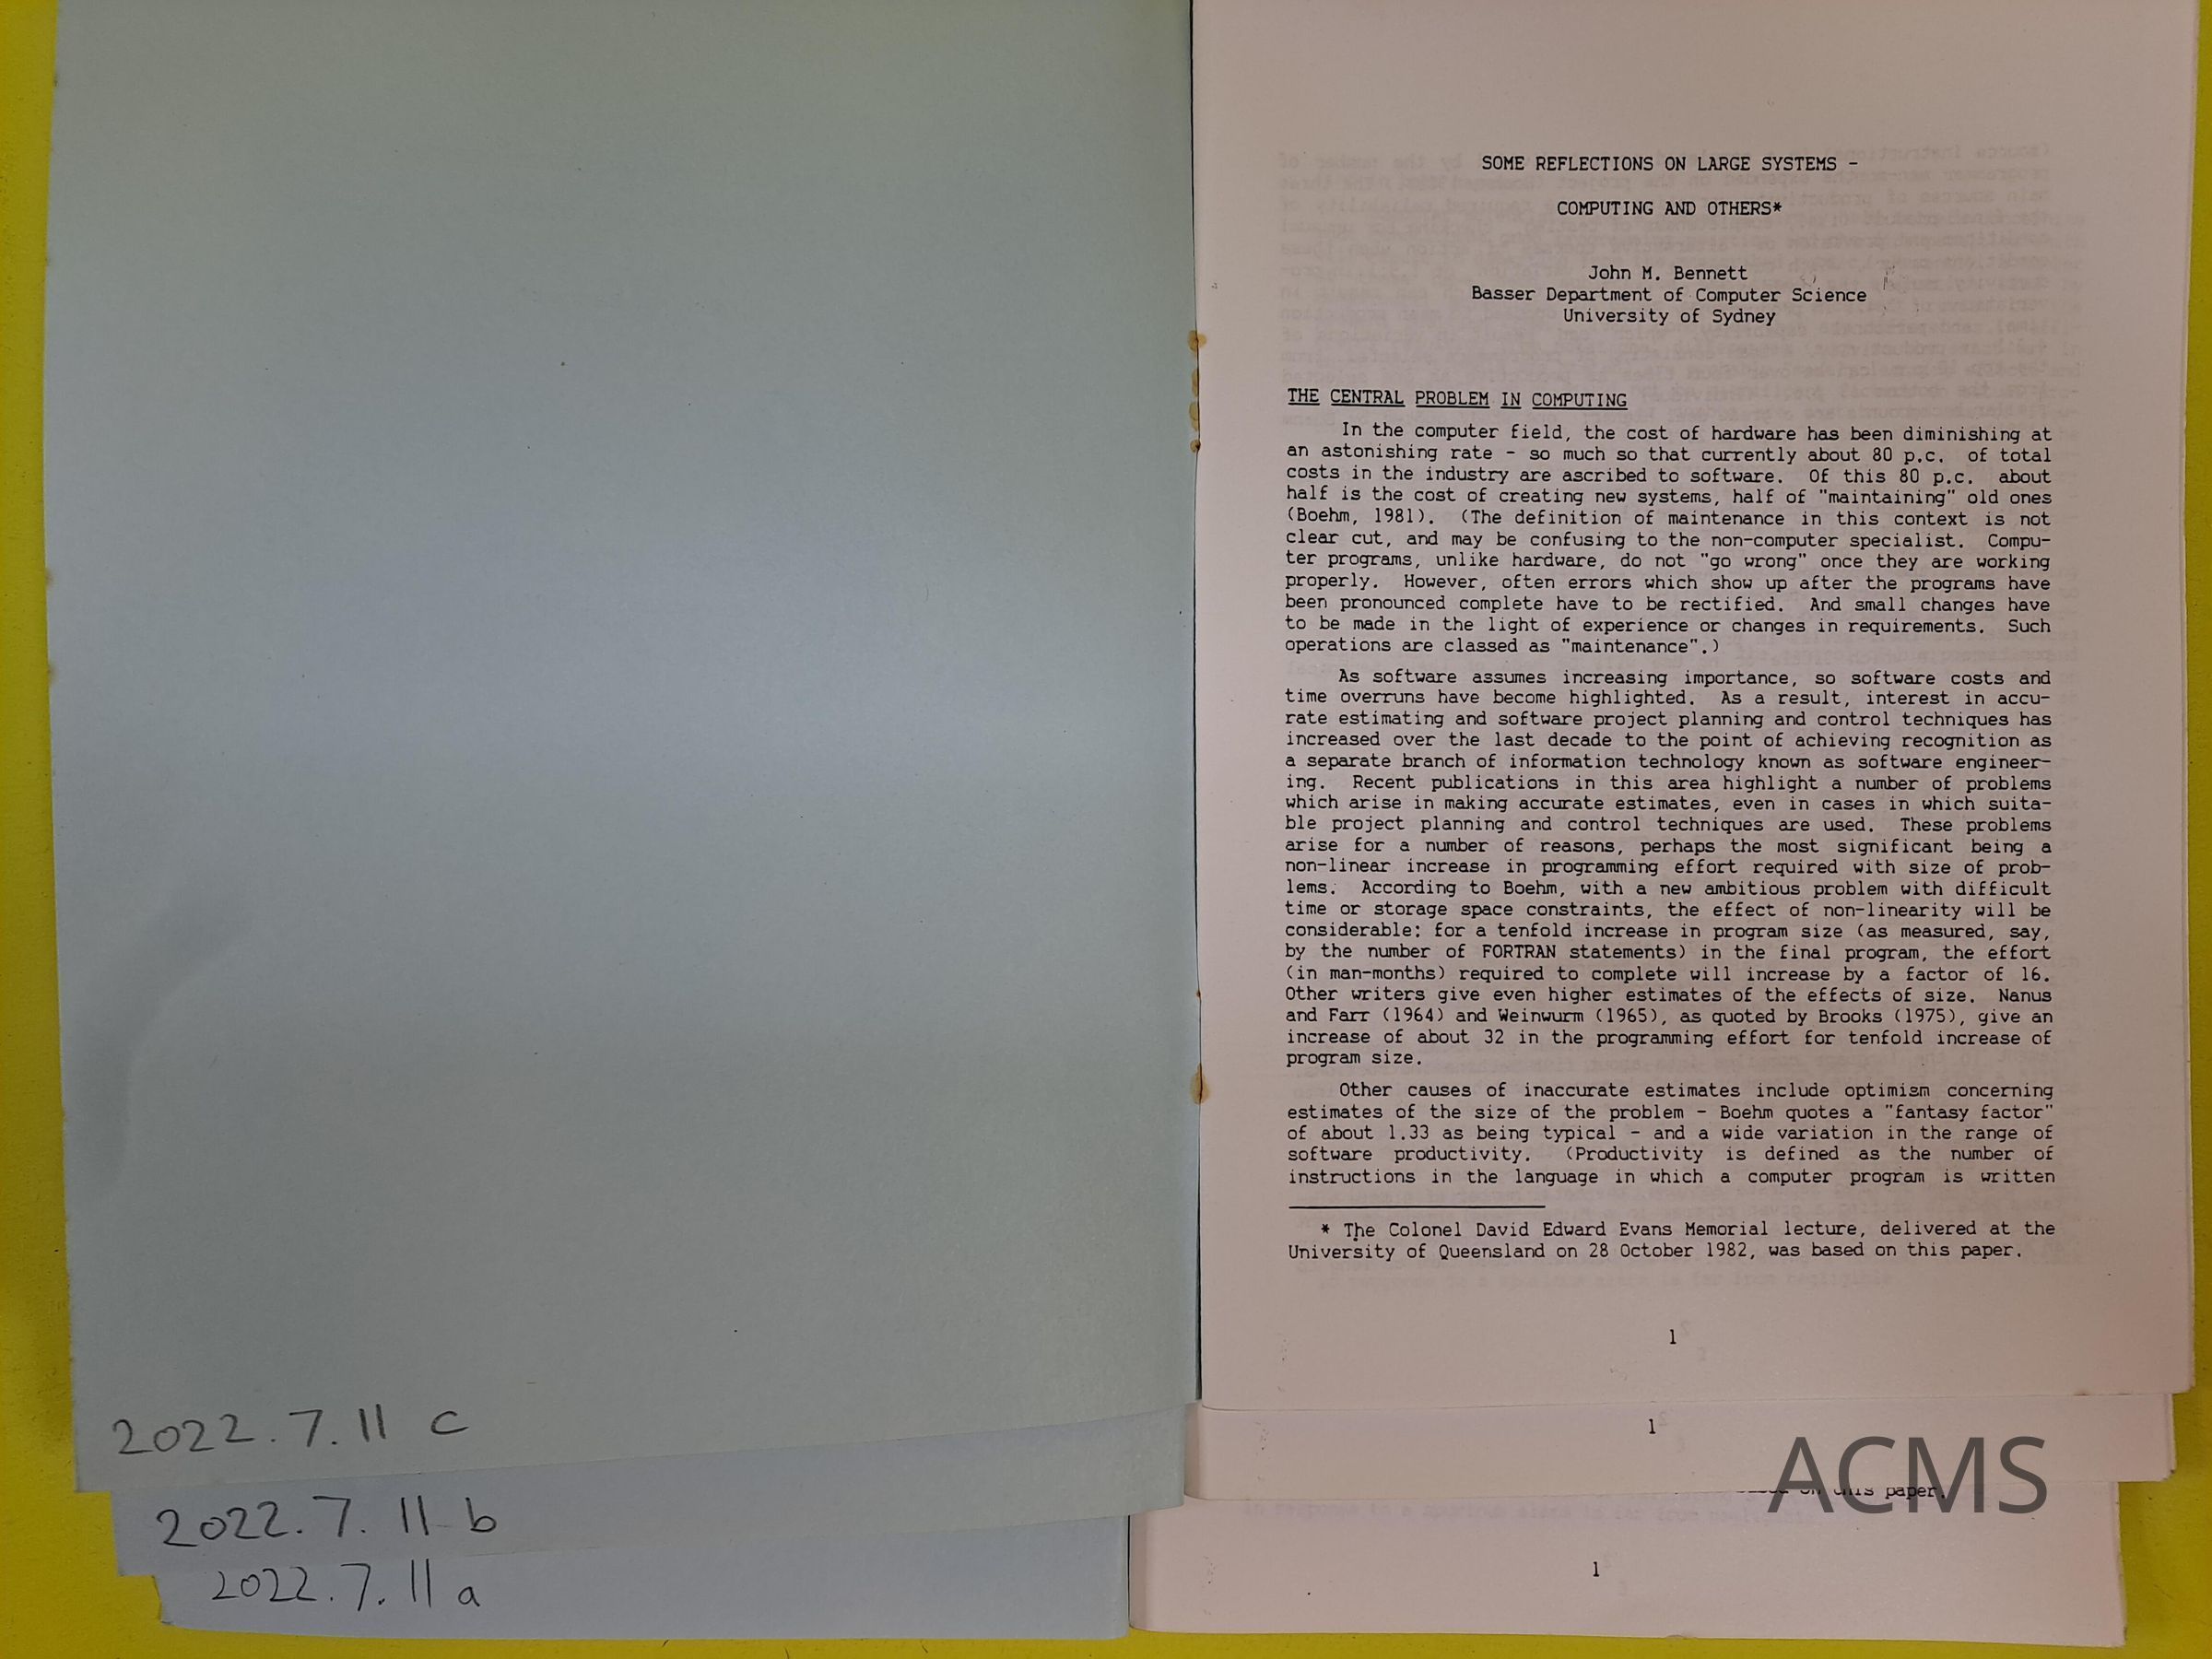 SOME REFLECTIONS ON LARGE SYSTEMS -
COMPUTING AND OTHERS*
John M. Bennett
Basser Department of Computer Science
University of Sydney
THE CENTRAL PROBLEM IN COMPUTING
In the computer field, the cost of hardware has been diminishing at
an astonishing rate - so much so that currently about 80 p.c. of total
costs in the industry are ascribed to software. Of this 80 p.c. about
half is the cost of creating new systems, half of "maintaining" old ones
(Boehm, 1981). (The definition of maintenance in this context is not
clear cut, and may be confusing to the non-computer specialist. Compu-
ter programs, unlike hardware, do not "go wrong" once they are working
properly. However, often errors which show up after the programs have
been pronounced complete have to be rectified. And small changes have
to be made in the light of experience or changes in requirements. Such
operations are classed as "maintenance".)
As software assumes increasing importance, so software costs and
time overruns have become highlighted. As a result, interest in accu-
rate estimating and software project planning and control techniques has
increased over the last decade to the point of achieving recognition as
a separate branch of information technology known as software engineer-
ing. Recent publications in this area highlight a number of problems
which arise in making accurate estimates, even in cases in which suita-
ble project planning and control techniques are used. These problems
arise for a number of reasons, perhaps the most significant being a
non-linear increase in programming effort required with size of prob-
lems. According to Boehm, with a new ambitious problem with difficult
time or storage space constraints, the effect of non-linearity will be
considerable: for a tenfold increase in program size (as measured, say,
by the number of FORTRAN statements) in the final program, the effort
(in man-months) required to complete will increase by a factor of 16.
Other writers give even higher estimates of the effects of size. Nanus
and Farr (1964) and Weinwurm (1965), as quoted by Brooks (1975), give an
increase of about 32 in the programming effort for tenfold increase of
program size.
Other causes of inaccurate estimates include optimism concerning
estimates of the size of the problem - Boehm quotes a "fantasy factor"
of about 1.33 as being typical - and a wide variation in the range of
software productivity. (Productivity is defined as the number of
instructions in the language in which a computer program is written
* The Colonel David Edward Evans Memorial lecture, delivered at the
University of Queensland on 28 October 1982, was based on this paper.
1
1
on this paper.
1
2022.7.11 c
2022.7.11 b
2022.7.11 a
ACMS